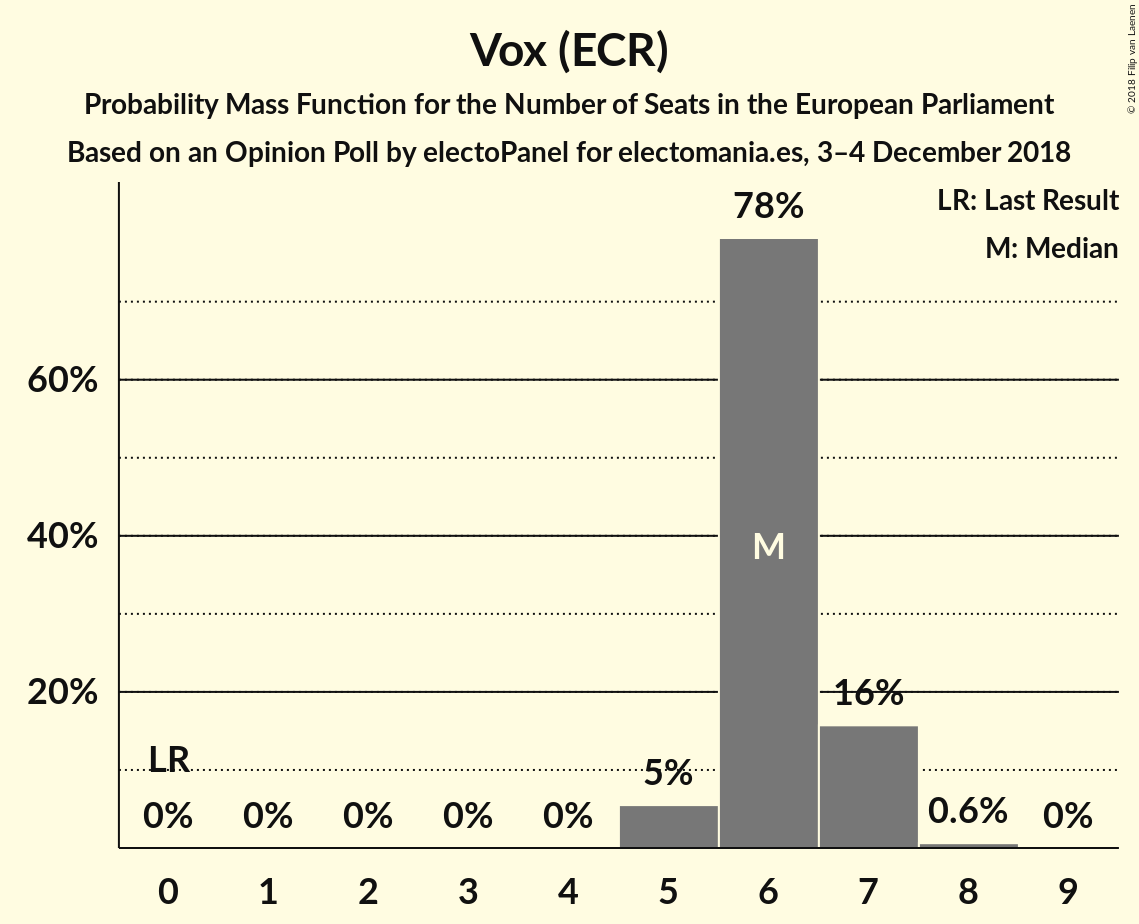 © 2018 Filip van Laenen
Vox (ECR)
Probability Mass Function for the Number of Seats in the European Parliament
Based on an Opinion Poll by electoPanel for electomania.es, 3–4 December 2018
LR: Last Result
M: Median
78%
60%
40%
M
20%
16%
LR
5%
0% 0% 0% 0% 0% 0.6% 0%
0 1 2 3 4 5 6 7 8 9